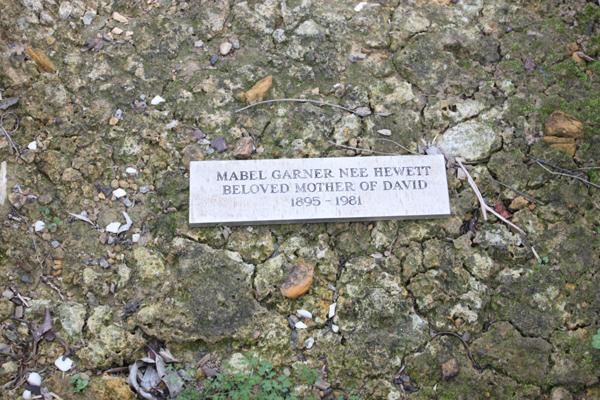 MABEL GARNER NEE HEWETT
BELOVED MOTHER OF DAVID
1895 - 1981